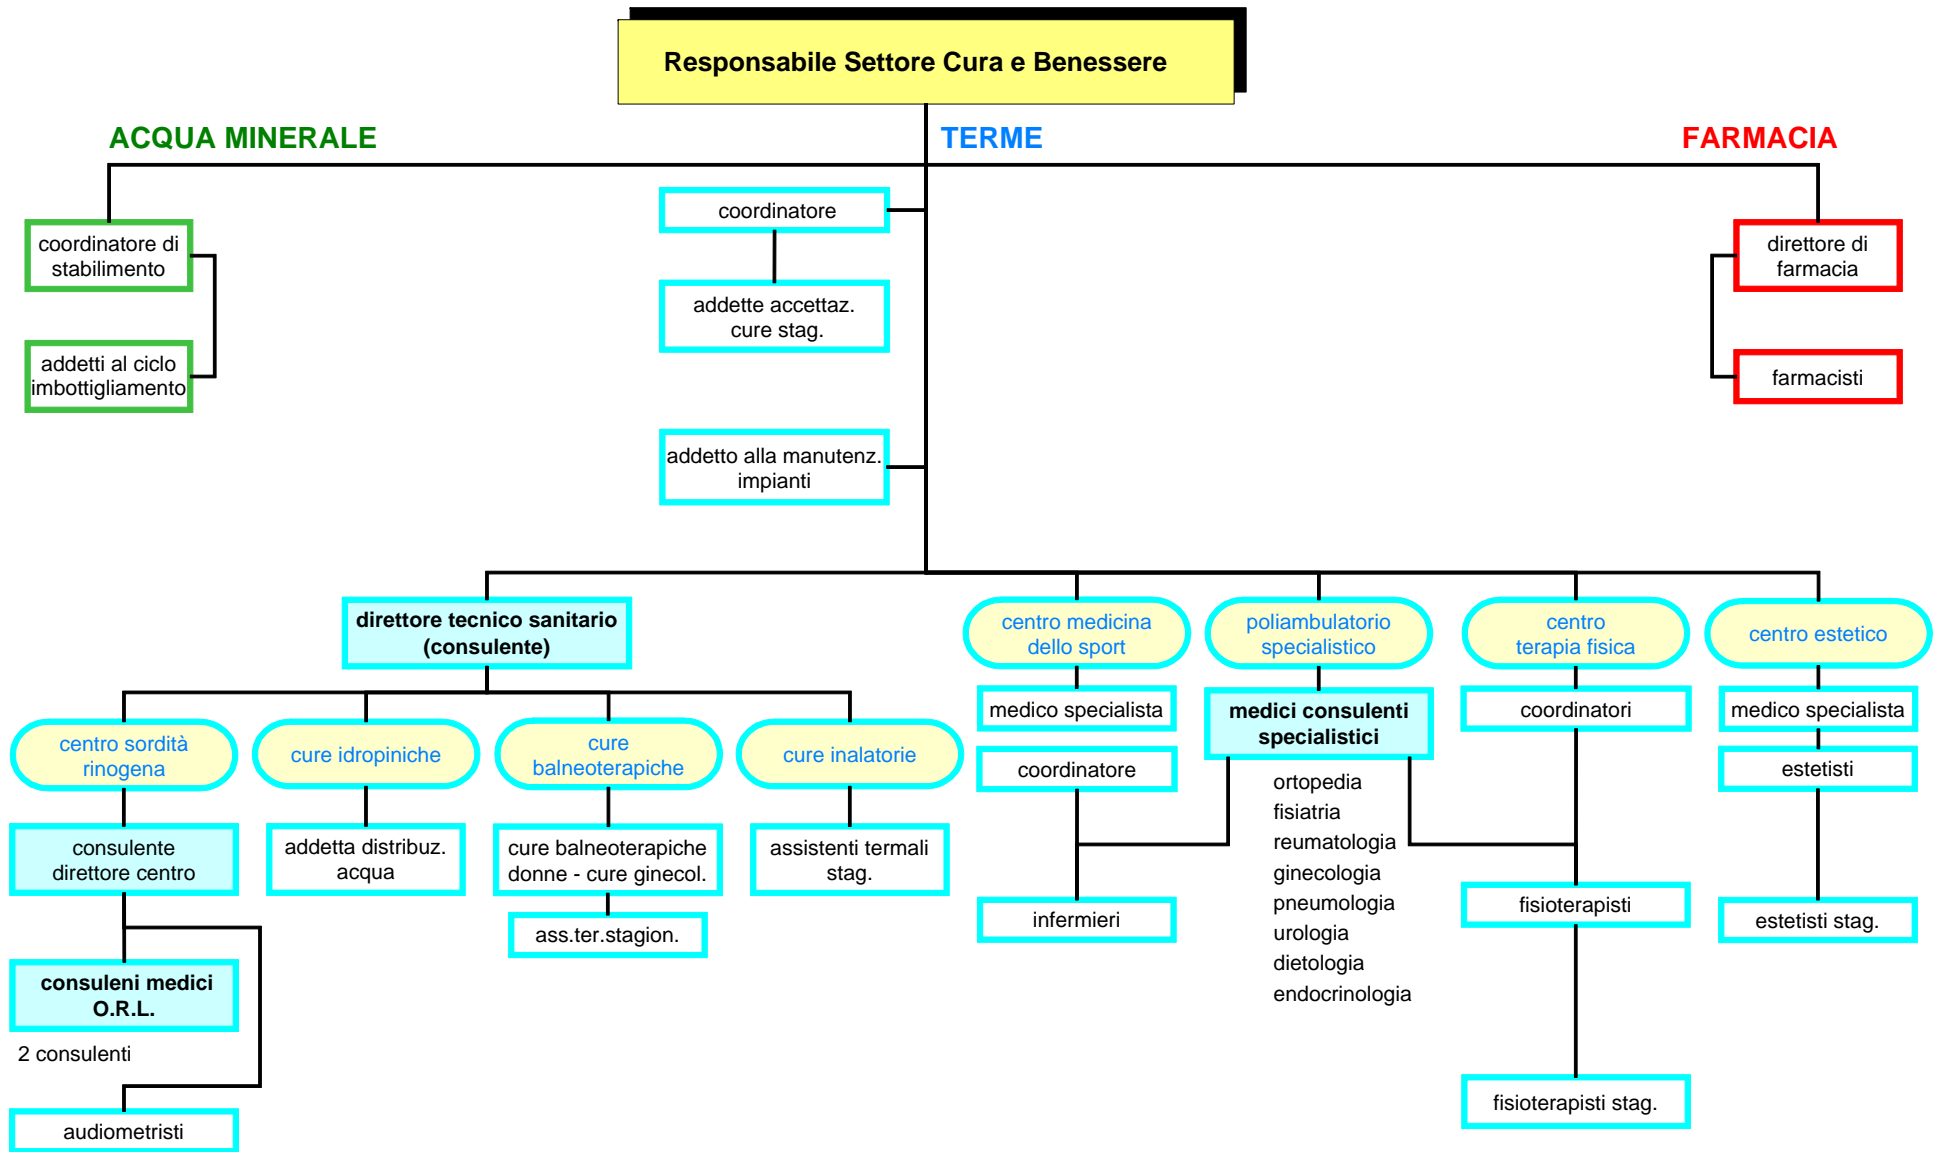 Responsabile Settore Cura e Benessere
ACQUA MINERALE
TERME
FARMACIA
coordinatore di
stabilimento
addetti al ciclo
imbottigliamento
coordinatore
addette accettaz.
cure stag.
addetto alla manutenz.
impianti
direttore di
farmacia
farmacisti
direttore tecnico sanitario
(consulente)
centro sordità
rinogena
consulente
direttore centro
consuleni medici
O.R.L.
2 consulenti
audiometristi
cure idropiniche
addetta distribuz.
acqua
cure
balneoterapiche
cure balneoterapiche
donne - cure ginecol.
ass.ter.stagion.
cure inalatorie
assistenti termali
stag.
centro medicina
dello sport
medico specialista
coordinatore
infermieri
poliambulatorio
specialistico
medici consulenti
specialistici
ortopedia
fisiatria
reumatologia
ginecologia
pneumologia
urologia
dietologia
endocrinologia
centro
terapia fisica
coordinatori
fisioterapisti
fisioterapisti stag.
centro estetico
medico specialista
estetisti
estetisti stag.